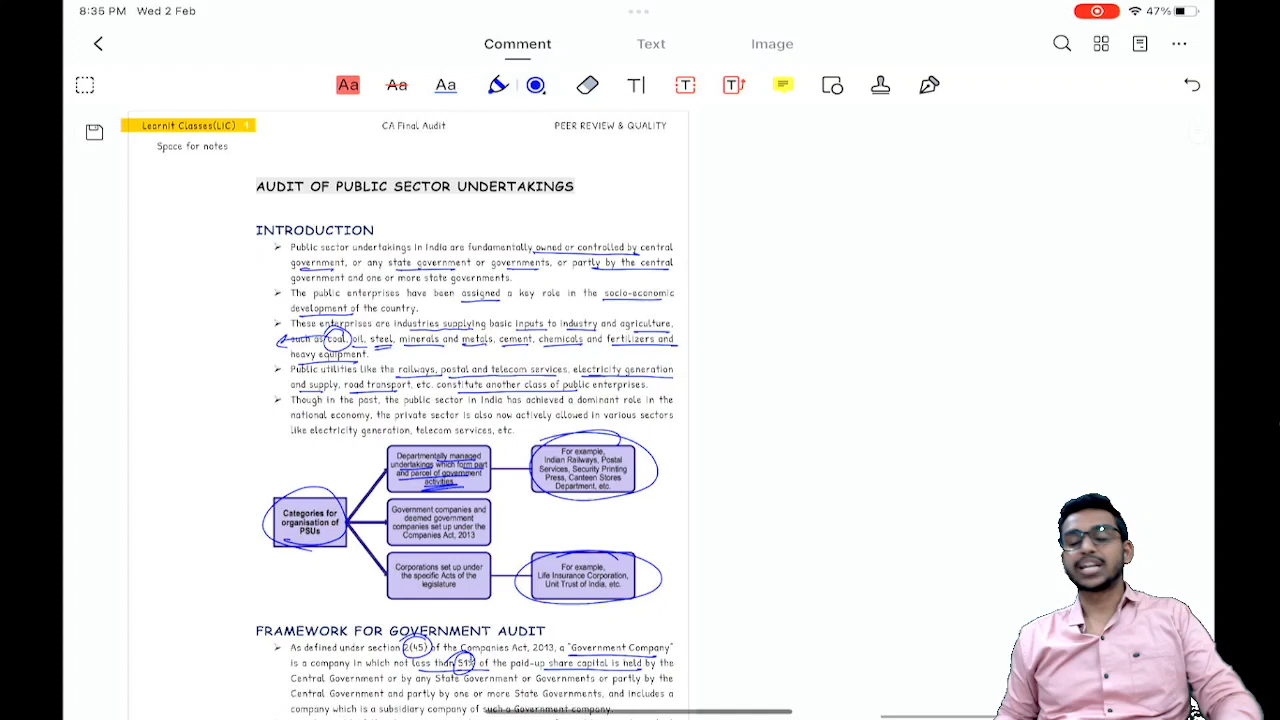 8:35 PM Wed 2 Feb
47%
Comment Text Image
Aa Aa Aa T T T
Learnit Classes(LIC) 1 CA Final Audit PEER REVIEW & QUALITY
Space for notes
AUDIT OF PUBLIC SECTOR UNDERTAKINGS
INTRODUCTION
➢ Public sector undertakings in India are fundamentally owned or controlled by central
government, or any state government or governments, or partly by the central
government and one or more state governments.
➢ The public enterprises have been assigned a key role in the socio-economic
development of the country.
➢ These enterprises are industries supplying basic inputs to industry and agriculture,
such as coal, oil, steel, minerals and metals, cement, chemicals and fertilizers and
heavy equipment.
➢ Public utilities like the railways, postal and telecom services, electricity generation
and supply, road transport, etc. constitute another class of public enterprises.
➢ Though in the past, the public sector in India has achieved a dominant role in the
national economy, the private sector is also now actively allowed in various sectors
like electricity generation, telecom services, etc.
Categories for
organisation of
PSUs
Departmentally managed
undertakings which form part
and parcel of government
activities
For example,
Indian Railways, Postal
Services, Security Printing
Press, Canteen Stores
Department, etc.
Government companies and
deemed government
companies set up under the
Companies Act, 2013
Corporations set up under
the specific Acts of the
legislature
For example,
Life Insurance Corporation,
Unit Trust of India, etc.
FRAMEWORK FOR GOVERNMENT AUDIT
➢ As defined under section 2(45) of the Companies Act, 2013, a "Government Company"
is a company in which not less than 51% of the paid-up share capital is held by the
Central Government or by any State Government or Governments or partly by the
Central Government and partly by one or more State Governments, and includes a
company which is a subsidiary company of such a Government company.